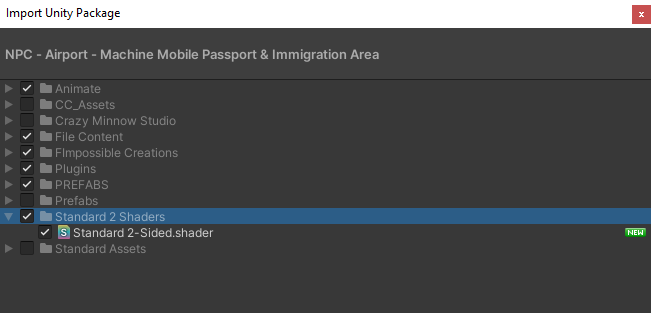 Import Unity Package
x
NPC - Airport - Machine Mobile Passport & Immigration Area
Animate
CC_Assets
Crazy Minnow Studio
File Content
FImpossible Creations
Plugins
PREFABS
Prefabs
Standard 2 Shaders
S Standard 2-Sided.shader NEW
Standard Assets